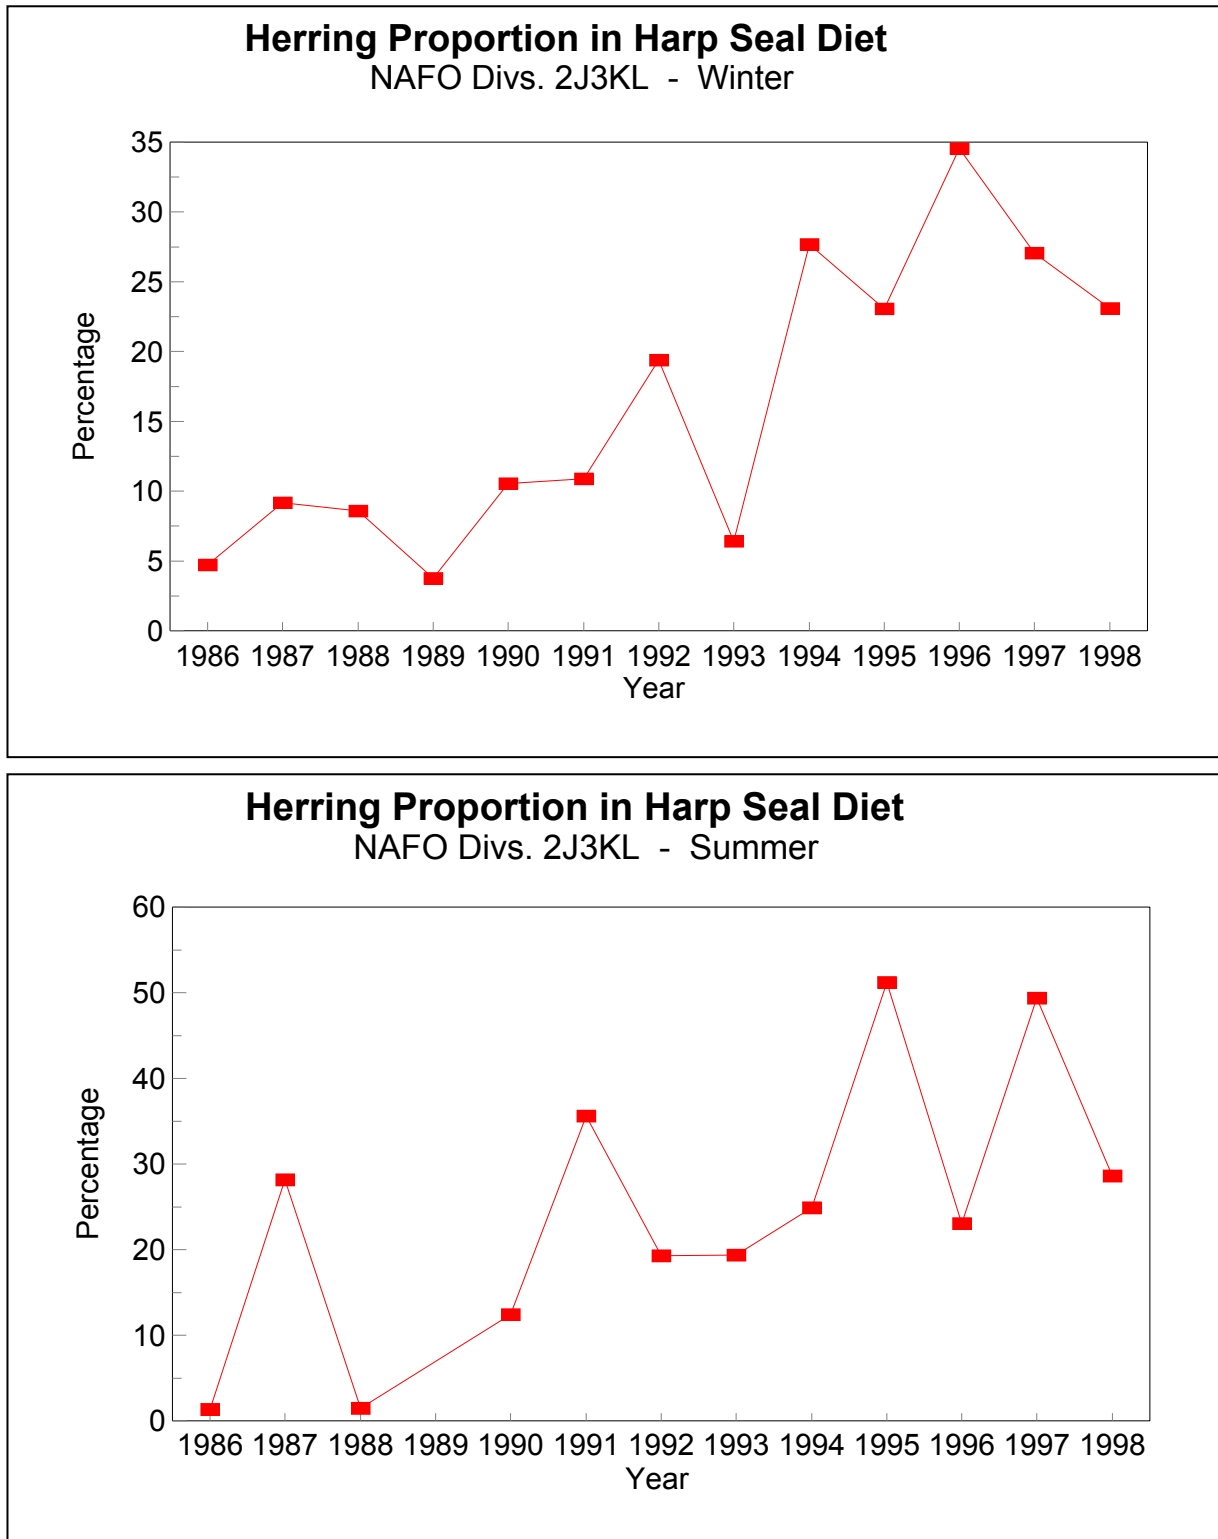 Herring Proportion in Harp Seal Diet
NAFO Divs. 2J3KL - Winter
35
30
25
20
15
10
5
0
Percentage
1986 1987 1988 1989 1990 1991 1992 1993 1994 1995 1996 1997 1998
Year
Herring Proportion in Harp Seal Diet
NAFO Divs. 2J3KL - Summer
60
50
40
30
20
10
0
Percentage
1986 1987 1988 1989 1990 1991 1992 1993 1994 1995 1996 1997 1998
Year